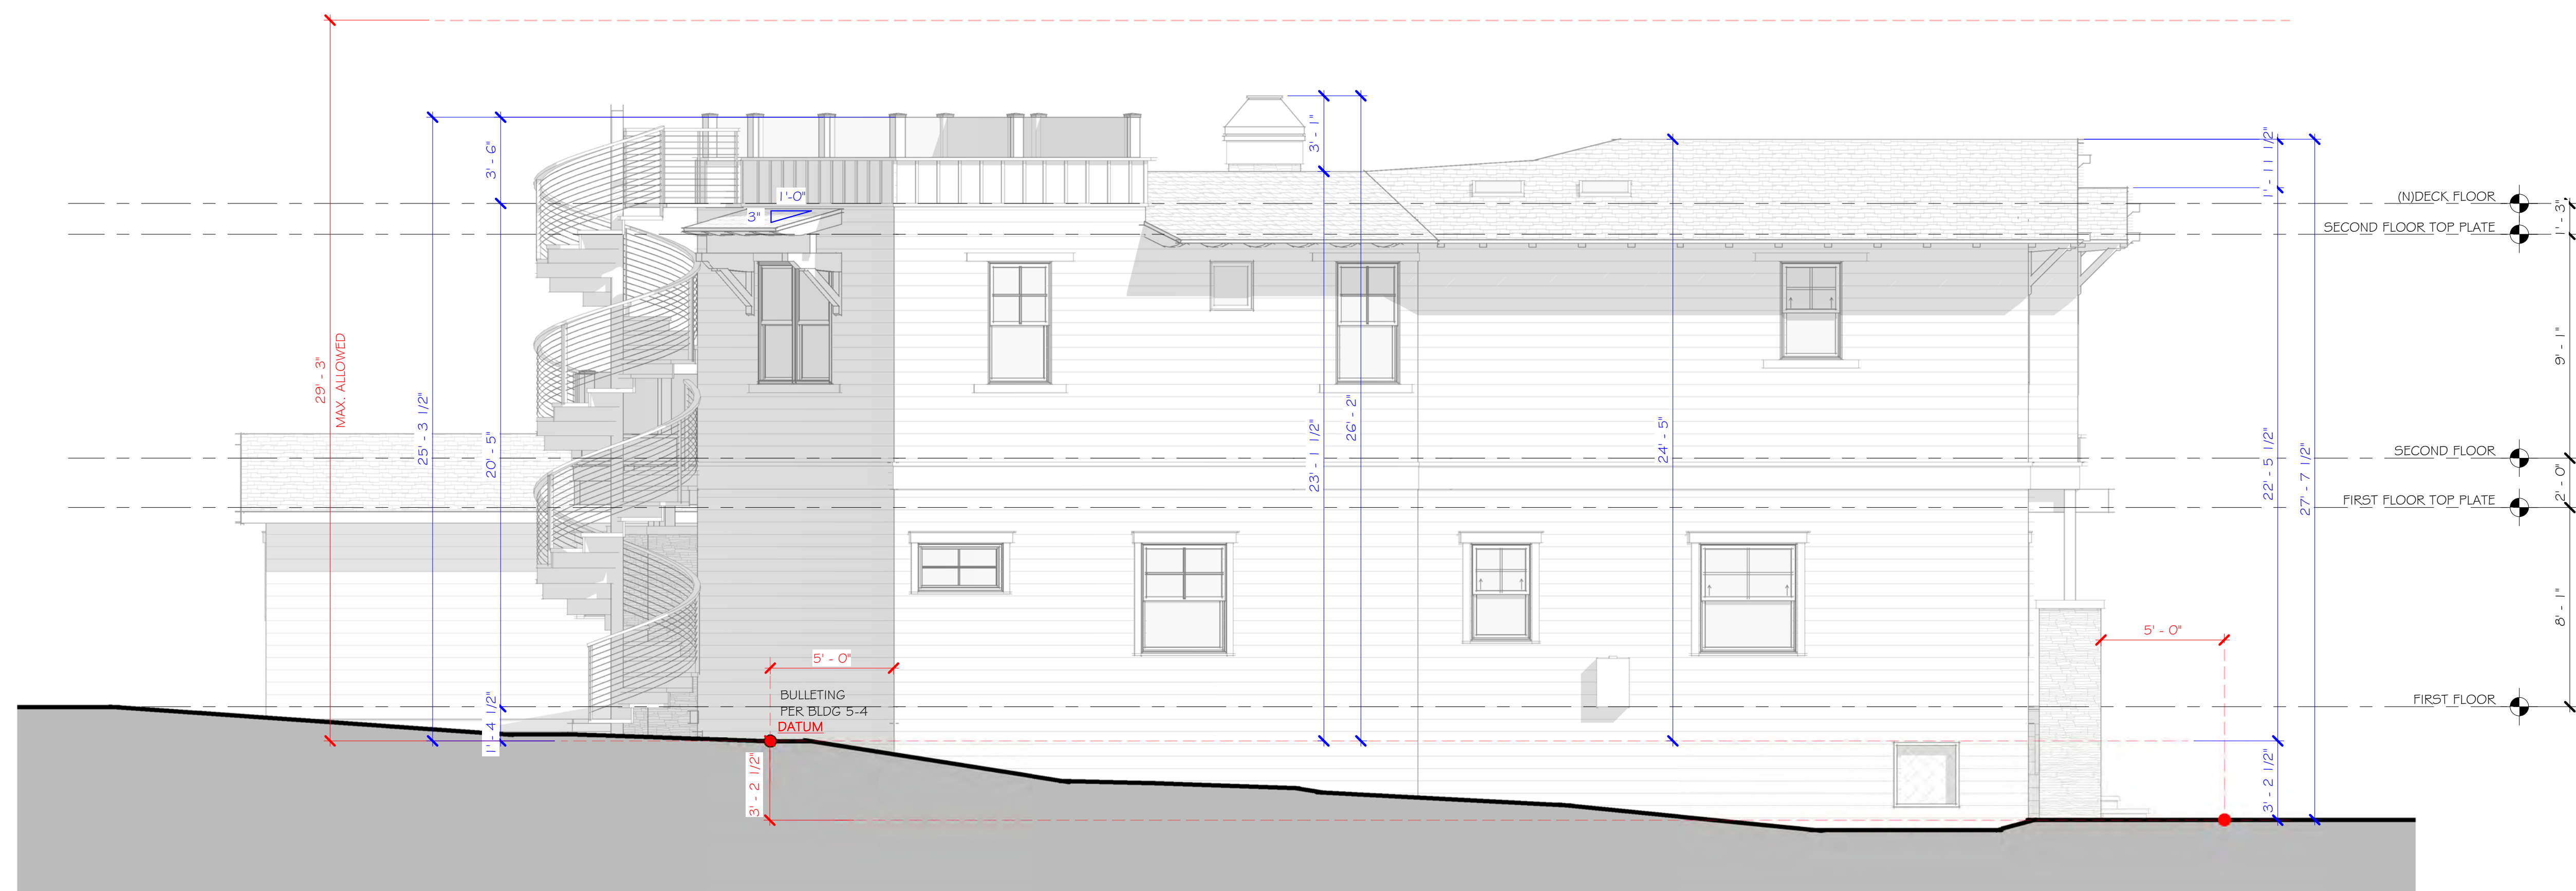 3' - 1"
3' - 6"
1' - 11 1/2"
1'-0"
3"
(N)DECK FLOOR
1' - 3"
SECOND FLOOR TOP PLATE
29' - 3"
MAX. ALLOWED
25' - 3 1/2"
20' - 5"
23' - 1 1/2"
26' - 2"
24' - 5"
22' - 5 1/2"
27' - 7 1/2"
9' - 1"
SECOND FLOOR
2' - 0"
FIRST FLOOR TOP PLATE
8' - 1"
5' - 0"
5' - 0"
BULLETING
PER BLDG 5-4
DATUM
FIRST FLOOR
1' - 4 1/2"
3' - 2 1/2"
3' - 2 1/2"